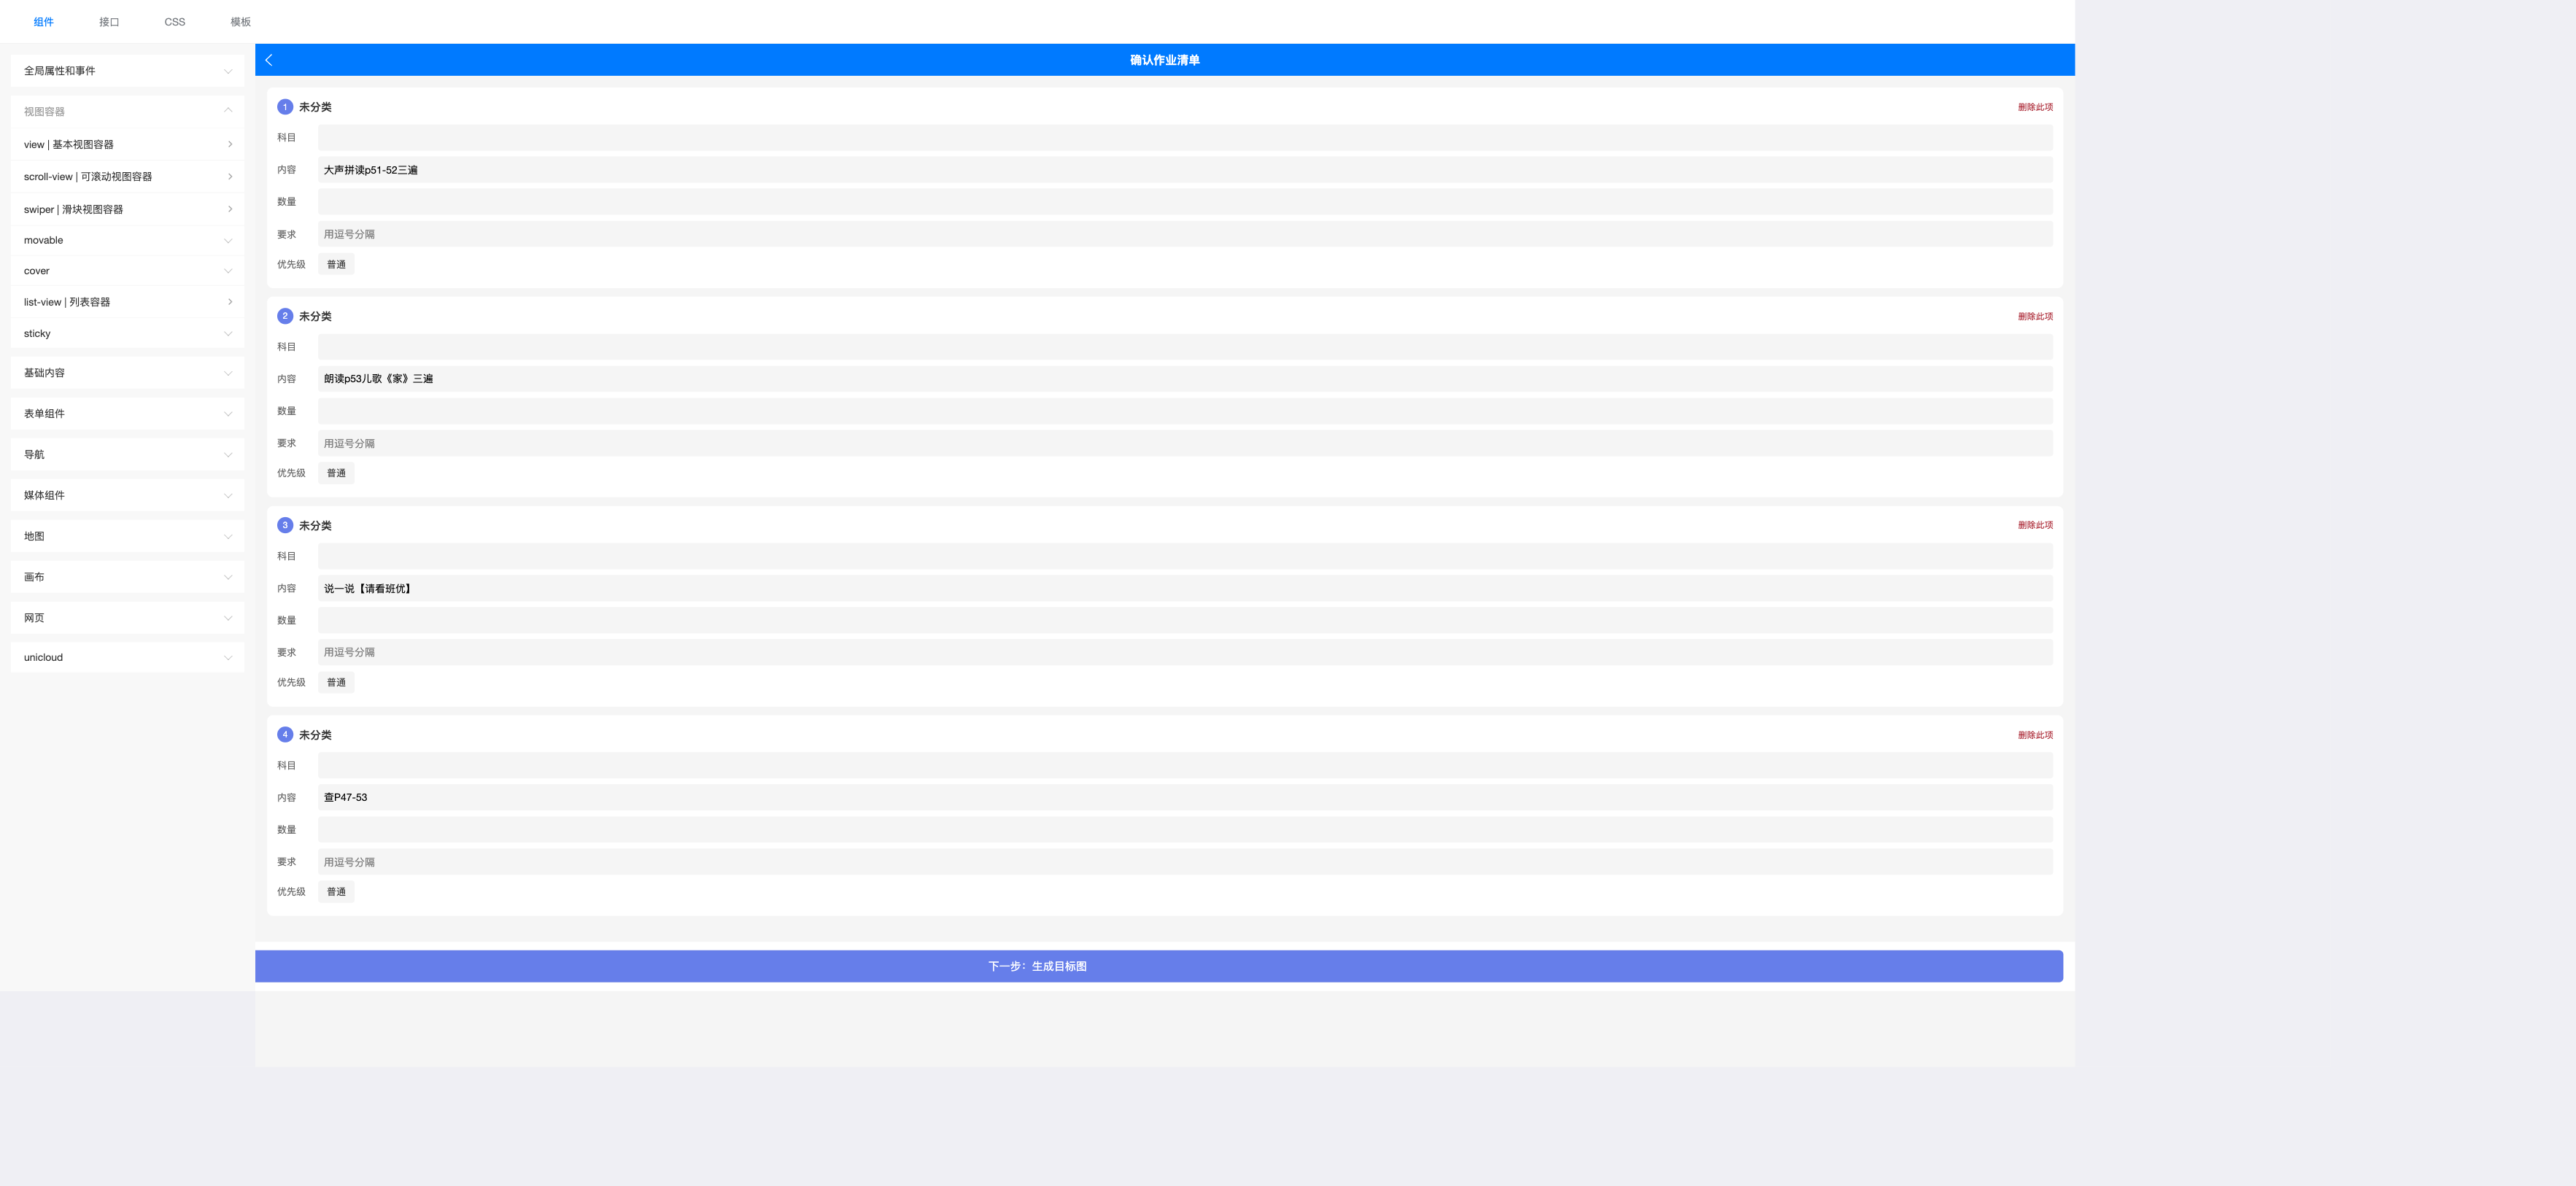 组件 接口 CSS 模板
全局属性和事件
视图容器
view | 基本视图容器
scroll-view | 可滚动视图容器
swiper | 滑块视图容器
movable
cover
list-view | 列表容器
sticky
基础内容
表单组件
导航
媒体组件
地图
画布
网页
unicloud
确认作业清单
1 未分类 删除此项
科目
内容 大声拼读p51-52三遍
数量
要求 用逗号分隔
优先级 普通
2 未分类 删除此项
科目
内容 朗读p53儿歌《家》三遍
数量
要求 用逗号分隔
优先级 普通
3 未分类 删除此项
科目
内容 说一说【请看班优】
数量
要求 用逗号分隔
优先级 普通
4 未分类 删除此项
科目
内容 查P47-53
数量
要求 用逗号分隔
优先级 普通
下一步：生成目标图